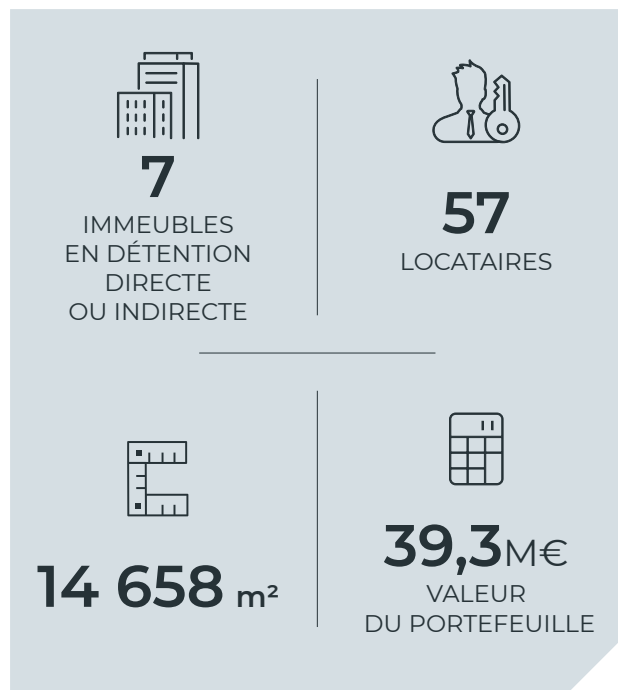 7
IMMEUBLES
EN DÉTENTION
DIRECTE
OU INDIRECTE
57
LOCATAIRES
14 658 m²
39,3M€
VALEUR
DU PORTEFEUILLE